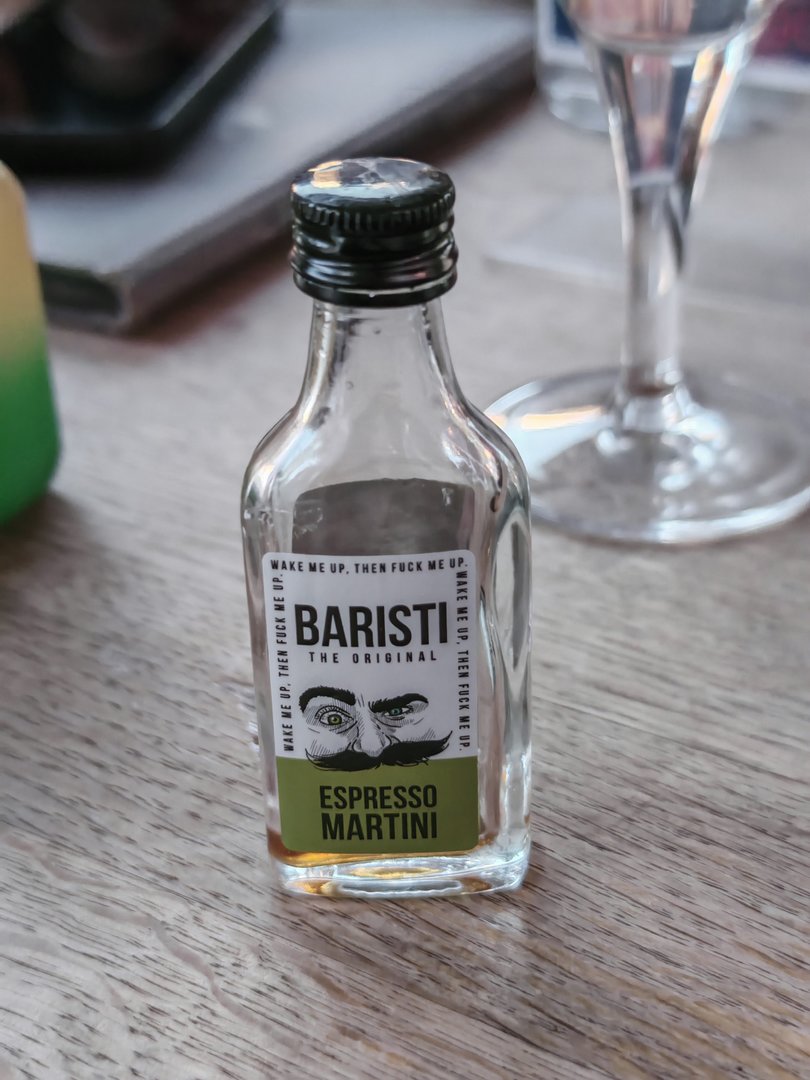 WAKE ME UP, THEN FUCK ME UP.
WAKE ME UP, THEN FUCK ME UP.
WAKE ME UP, THEN FUCK ME UP.
BARISTI
THE ORIGINAL
ESPRESSO
MARTINI